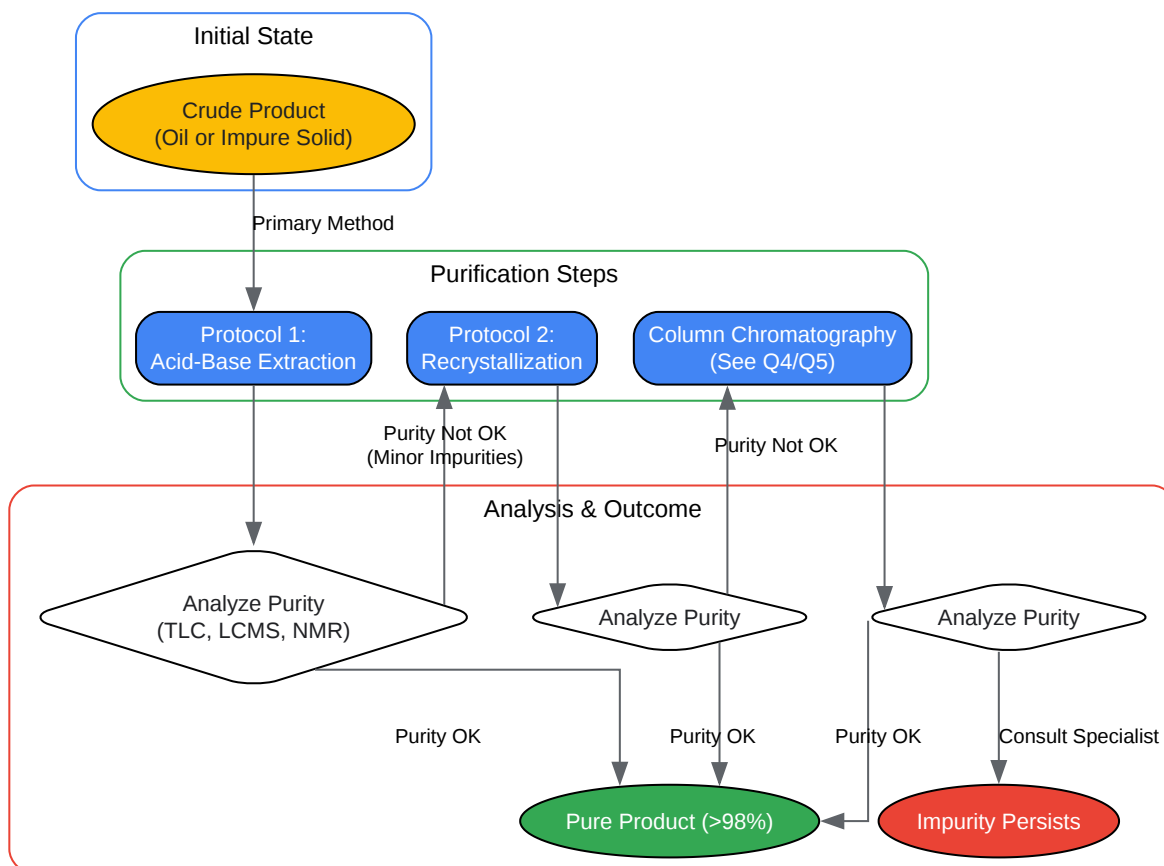 Initial State
Crude Product
(Oil or Impure Solid)
Primary Method
Purification Steps
Protocol 1:
Acid-Base Extraction
Protocol 2:
Recrystallization
Column Chromatography
(See Q4/Q5)
Purity Not OK
(Minor Impurities)
Purity Not OK
Analysis & Outcome
Analyze Purity
(TLC, LCMS, NMR)
Analyze Purity
Analyze Purity
Purity OK
Purity OK
Purity OK
Consult Specialist
Pure Product (>98%)
Impurity Persists